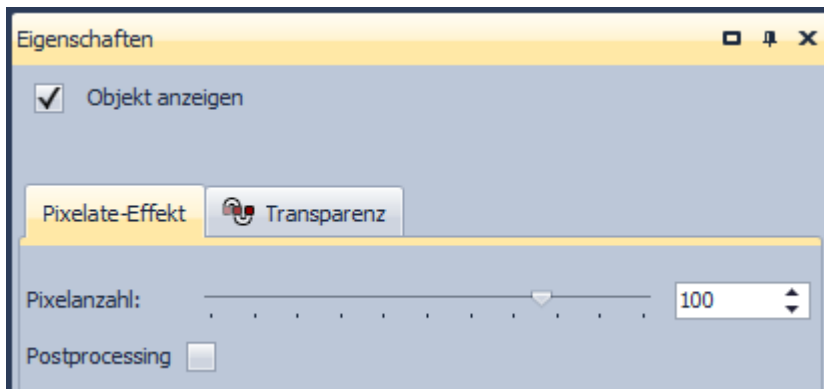 Eigenschaften
Objekt anzeigen
Pixelate-Effekt Transparenz
Pixelanzahl: 100
Postprocessing